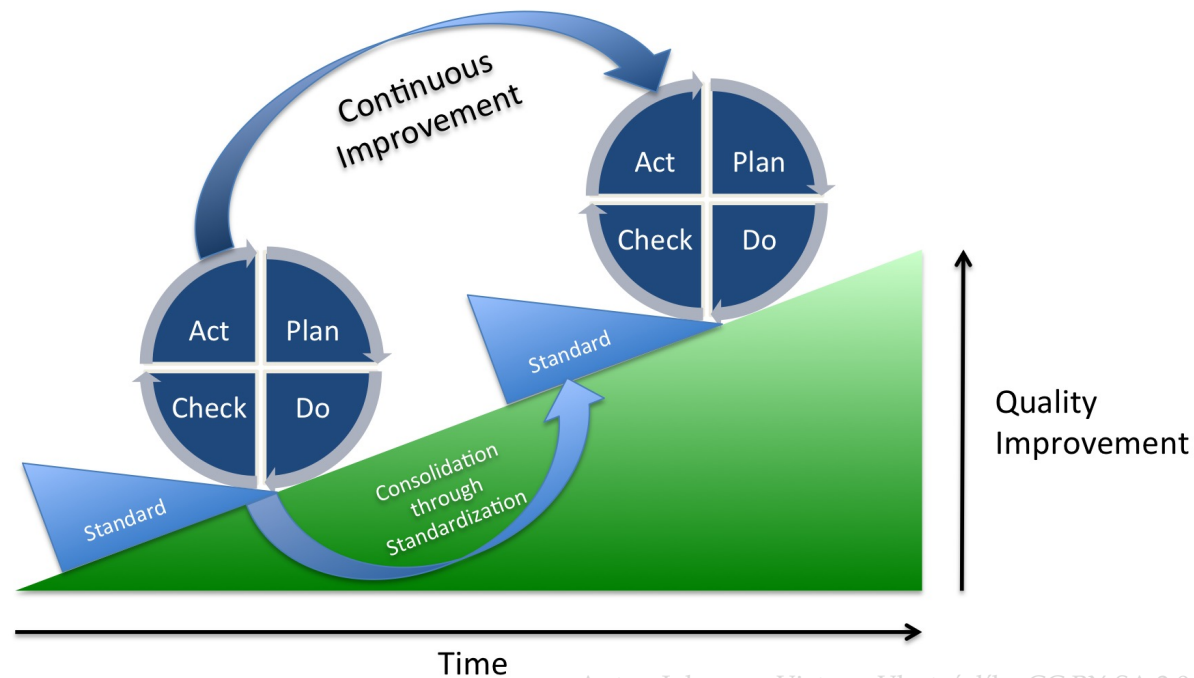 Continuous
Improvement
Act
Plan
Check
Do
Act
Plan
Check
Do
Standard
Standard
Consolidation
through
Standardization
Quality
Improvement
Time